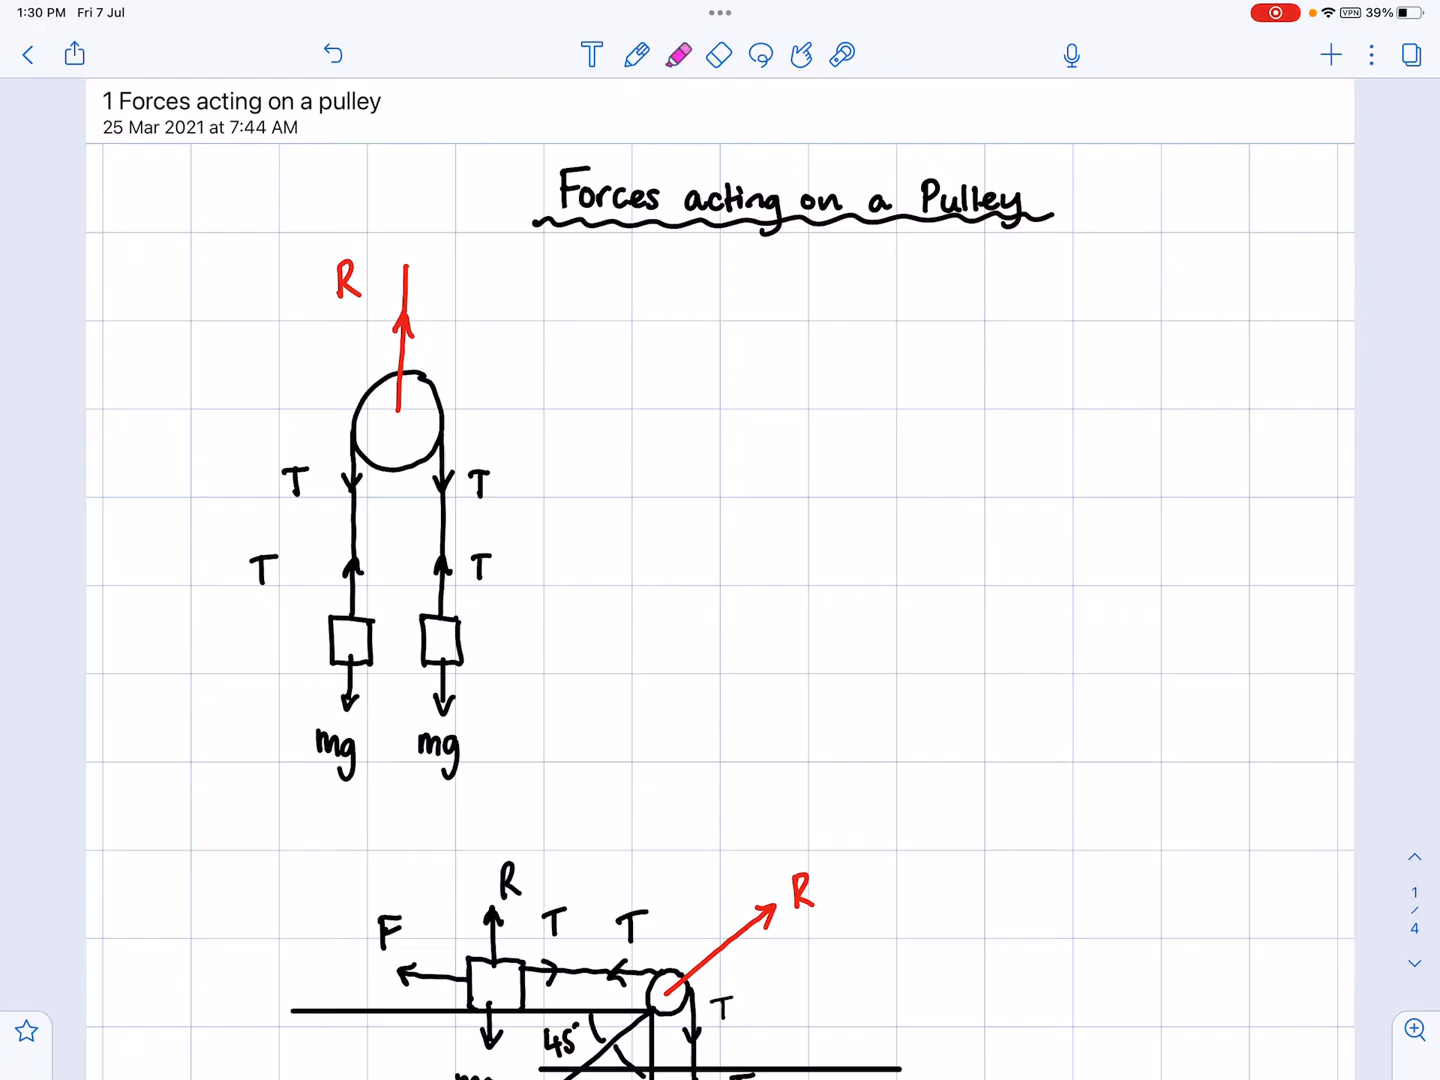 1:30 PM Fri 7 Jul
VPN 39%
1 Forces acting on a pulley
25 Mar 2021 at 7:44 AM
Forces acting on a Pulley
R
T T
T T
mg mg
R
R
F T T
T
45°
1
/
4